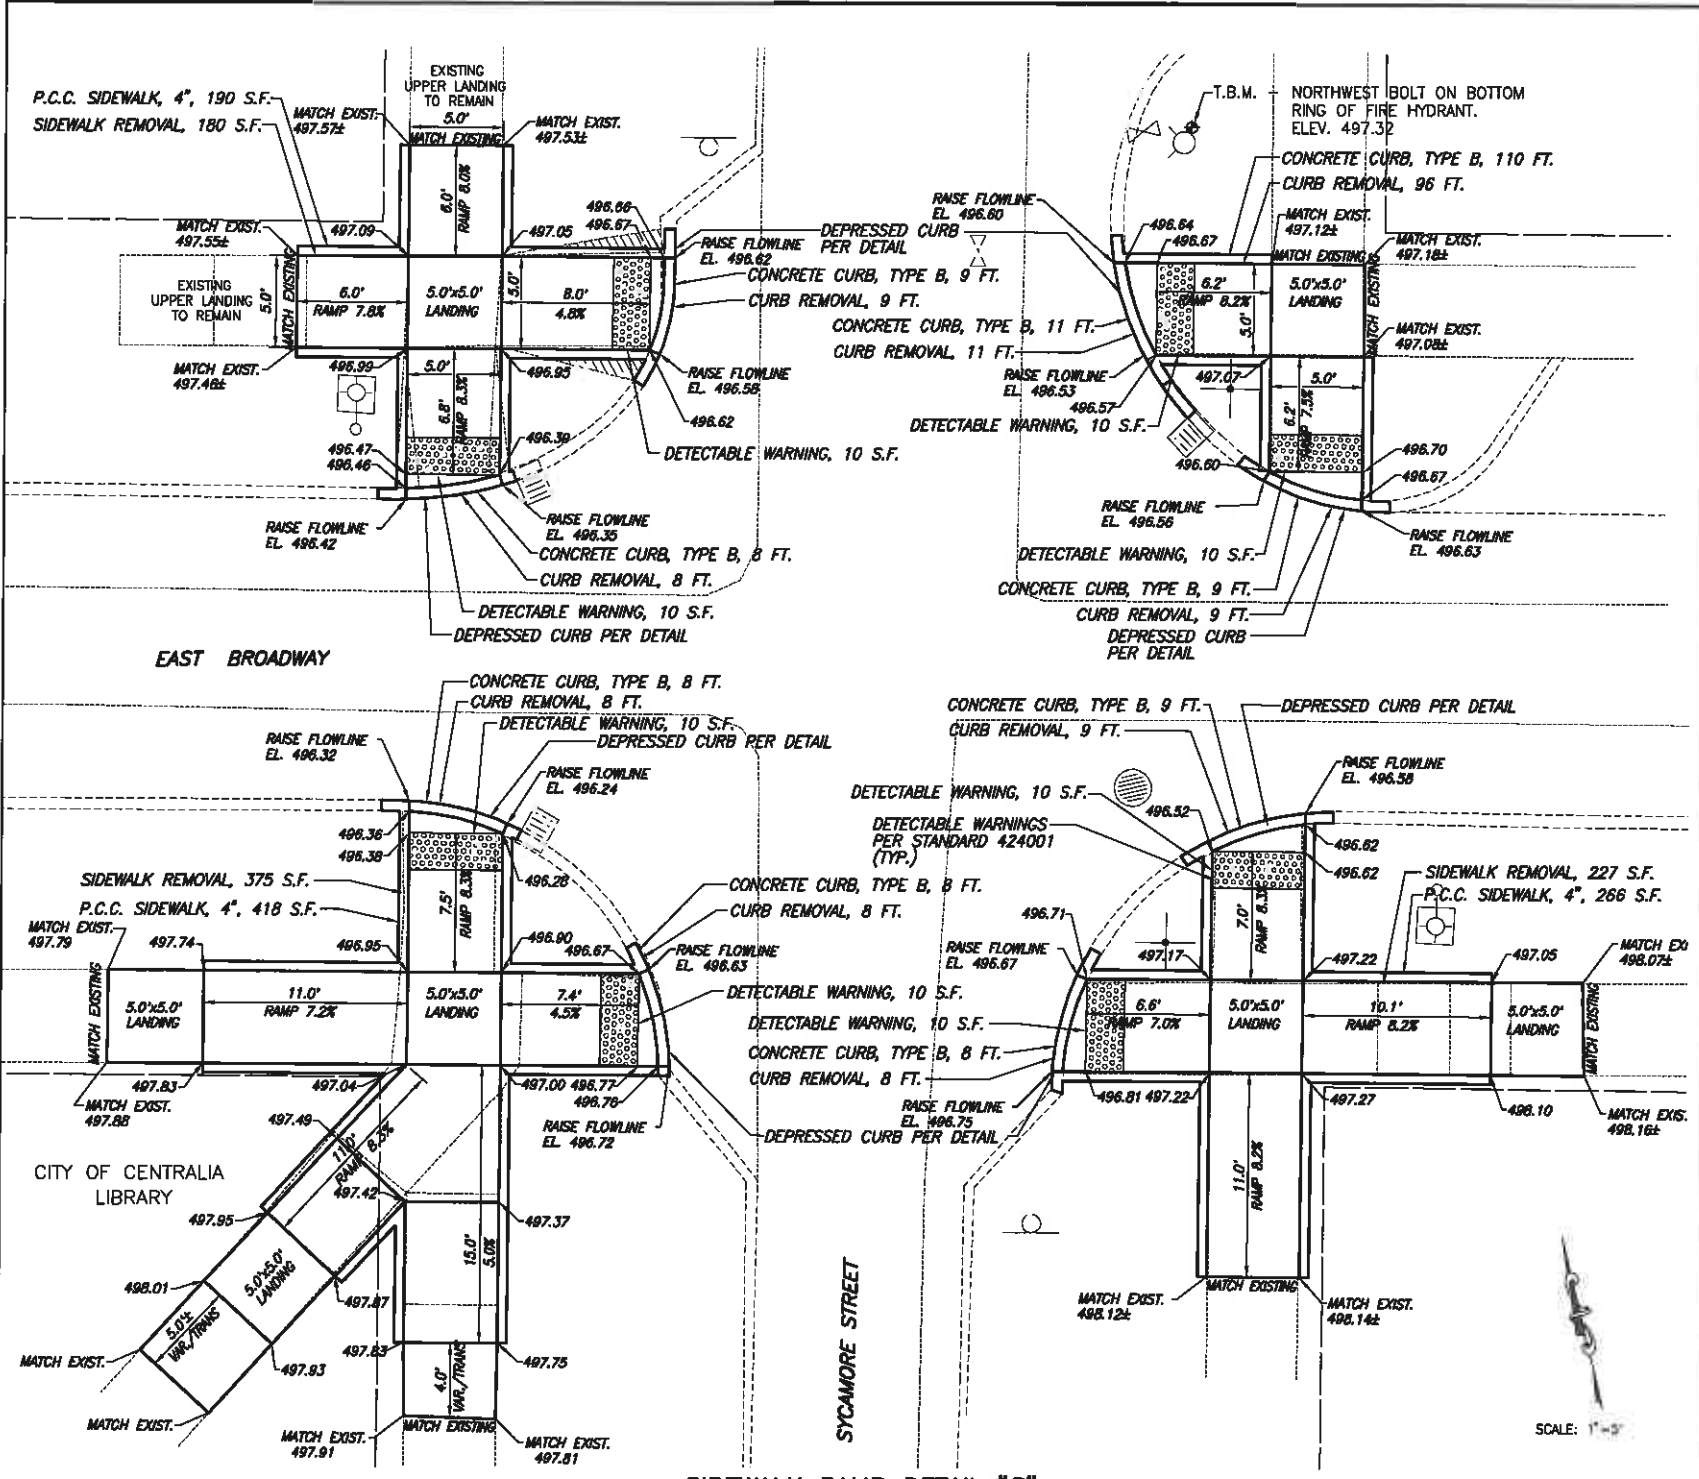 EXISTING
UPPER LANDING
TO REMAIN
5.0'
MATCH EXISTING
P.C.C. SIDEWALK, 4", 190 S.F.
SIDEWALK REMOVAL, 180 S.F.
MATCH EXIST.
497.57±
MATCH EXIST.
497.53±
6.0'
RAMP 8.0%
MATCH EXIST.
497.55±
497.09
497.05
496.66
496.67
DEPRESSED CURB
PER DETAIL
RAISE FLOWLINE
EL. 496.62
CONCRETE CURB, TYPE B, 9 FT.
CURB REMOVAL, 9 FT.
EXISTING
UPPER LANDING
TO REMAIN
5.0'
MATCH EXISTING
6.0'
RAMP 7.8%
5.0'x5.0'
LANDING
5.0'
8.0'
4.8%
MATCH EXIST.
497.46±
496.99
5.0'
496.95
RAISE FLOWLINE
EL. 496.58
496.62
6.8'
RAMP 8.3%
DETECTABLE WARNING, 10 S.F.
496.47
496.46
496.39
RAISE FLOWLINE
EL. 496.42
RAISE FLOWLINE
EL. 496.35
CONCRETE CURB, TYPE B, 8 FT.
CURB REMOVAL, 8 FT.
DETECTABLE WARNING, 10 S.F.
DEPRESSED CURB PER DETAIL
T.B.M. - NORTHWEST BOLT ON BOTTOM
RING OF FIRE HYDRANT.
ELEV. 497.32
CONCRETE CURB, TYPE B, 110 FT.
CURB REMOVAL, 96 FT.
RAISE FLOWLINE
EL. 496.60
496.64
496.67
MATCH EXIST.
497.12±
MATCH EXIST.
497.18±
MATCH EXISTING
6.2'
RAMP 8.2%
5.0'
5.0'x5.0'
LANDING
MATCH EXISTING
MATCH EXIST.
497.08±
CONCRETE CURB, TYPE B, 11 FT.
CURB REMOVAL, 11 FT.
RAISE FLOWLINE
EL. 496.53
496.57
497.07
5.0'
6.2'
RAMP 7.5%
DETECTABLE WARNING, 10 S.F.
496.60
496.70
496.67
RAISE FLOWLINE
EL. 496.56
RAISE FLOWLINE
EL. 496.63
DETECTABLE WARNING, 10 S.F.
CONCRETE CURB, TYPE B, 9 FT.
CURB REMOVAL, 9 FT.
DEPRESSED CURB
PER DETAIL
EAST BROADWAY
CONCRETE CURB, TYPE B, 8 FT.
CURB REMOVAL, 8 FT.
DETECTABLE WARNING, 10 S.F.
DEPRESSED CURB PER DETAIL
RAISE FLOWLINE
EL. 496.32
RAISE FLOWLINE
EL. 496.24
496.36
496.38
496.28
SIDEWALK REMOVAL, 375 S.F.
P.C.C. SIDEWALK, 4", 418 S.F.
7.5'
RAMP 8.3%
CONCRETE CURB, TYPE B, 8 FT.
CURB REMOVAL, 8 FT.
MATCH EXIST.
497.79
497.74
496.95
496.90
496.67
RAISE FLOWLINE
EL. 496.63
MATCH EXISTING
5.0'x5.0'
LANDING
11.0'
RAMP 7.2%
5.0'x5.0'
LANDING
7.4'
4.5%
DETECTABLE WARNING, 10 S.F.
497.83
497.04
497.00
496.77
496.76
MATCH EXIST.
497.88
RAISE FLOWLINE
EL. 496.72
DEPRESSED CURB PER DETAIL
497.49
11.0'
RAMP 8.3%
497.42
CITY OF CENTRALIA
LIBRARY
497.95
497.37
15.0'
5.0%
498.01
5.0'x5.0'
LANDING
497.87
5.0'±
VAR./TRANS
MATCH EXIST.
497.93
497.83
497.75
4.0'
VAR./TRANS
MATCH EXISTING
MATCH EXIST.
MATCH EXIST.
497.91
MATCH EXIST.
497.81
CONCRETE CURB, TYPE B, 9 FT.
CURB REMOVAL, 9 FT.
DEPRESSED CURB PER DETAIL
RAISE FLOWLINE
EL. 496.58
DETECTABLE WARNING, 10 S.F.
496.52
DETECTABLE WARNINGS
PER STANDARD 424001
(TYP.)
496.62
496.62
SIDEWALK REMOVAL, 227 S.F.
P.C.C. SIDEWALK, 4", 266 S.F.
7.0'
RAMP 8.3%
496.71
RAISE FLOWLINE
EL. 496.67
497.17
497.22
497.05
MATCH EXI
498.07±
6.6'
RAMP 7.0%
5.0'x5.0'
LANDING
10.1'
RAMP 8.2%
5.0'x5.0'
LANDING
MATCH EXISTING
DETECTABLE WARNING, 10 S.F.
CONCRETE CURB, TYPE B, 8 FT.
CURB REMOVAL, 8 FT.
RAISE FLOWLINE
EL. 496.75
496.81
497.22
497.27
498.10
MATCH EXIS.
498.16±
11.0'
RAMP 8.2%
MATCH EXISTING
MATCH EXIST.
498.12±
MATCH EXIST.
498.14±
SYCAMORE STREET
SCALE: 1"=5'